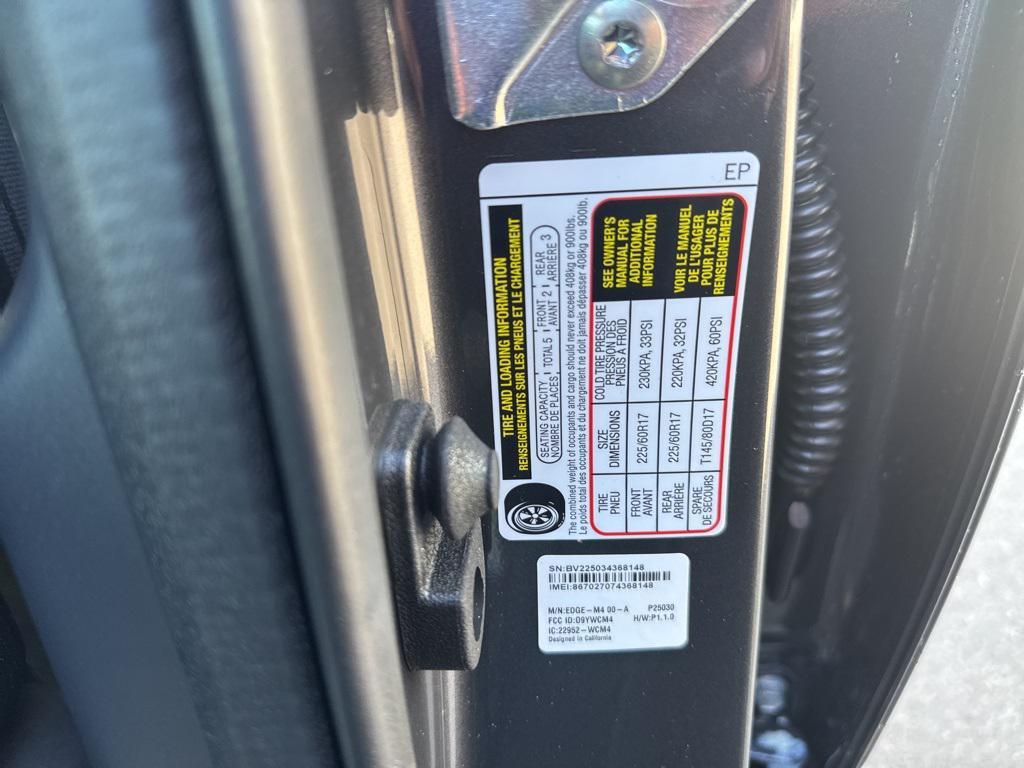 EP
TIRE AND LOADING INFORMATION
RENSEIGNEMENTS SUR LES PNEUS ET LE CHARGEMENT
SEATING CAPACITY
NOMBRE DE PLACES
TOTAL 5
FRONT 2
AVANT 2
REAR 3
ARRIÈRE 3
The combined weight of occupants and cargo should never exceed 408kg or 900lbs.
Le poids total des occupants et du chargement ne doit jamais dépasser 408kg ou 900lb.
TIRE
PNEU
SIZE
DIMENSIONS
COLD TIRE PRESSURE
PRESSION DES
PNEUS À FROID
FRONT
AVANT
225/60R17
230KPA, 33PSI
REAR
ARRIÈRE
225/60R17
220KPA, 32PSI
SPARE
DE SECOURS
T145/80D17
420KPA, 60PSI
SEE OWNER'S
MANUAL FOR
ADDITIONAL
INFORMATION
VOIR LE MANUEL
DE L'USAGER
POUR PLUS DE
RENSEIGNEMENTS
SN:BV225034368148
IMEI:867027074368148
M/N:EDGE-M4 00-A P25030
FCC ID:O9YWCM4 H/W:P1.1.0
IC:22952-WCM4
Designed in California